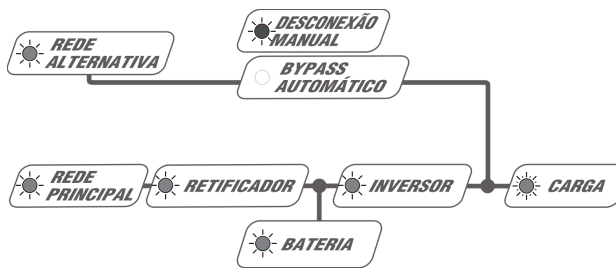 DESCONEXÃO
MANUAL
REDE
ALTERNATIVA
BYPASS
AUTOMÁTICO
REDE
PRINCIPAL
RETIFICADOR
INVERSOR
CARGA
BATERIA